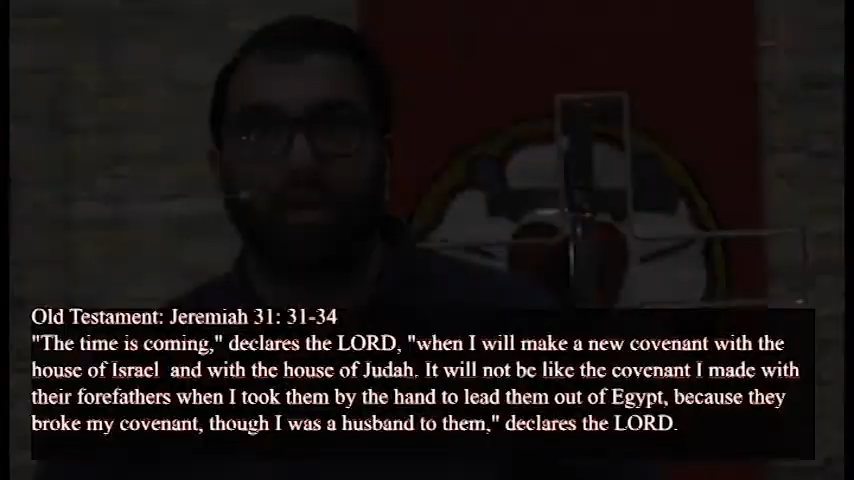 Old Testament: Jeremiah 31: 31-34
"The time is coming," declares the LORD, "when I will make a new covenant with the
house of Israel  and with the house of Judah. It will not be like the covenant I made with
their forefathers when I took them by the hand to lead them out of Egypt, because they
broke my covenant, though I was a husband to them," declares the LORD.